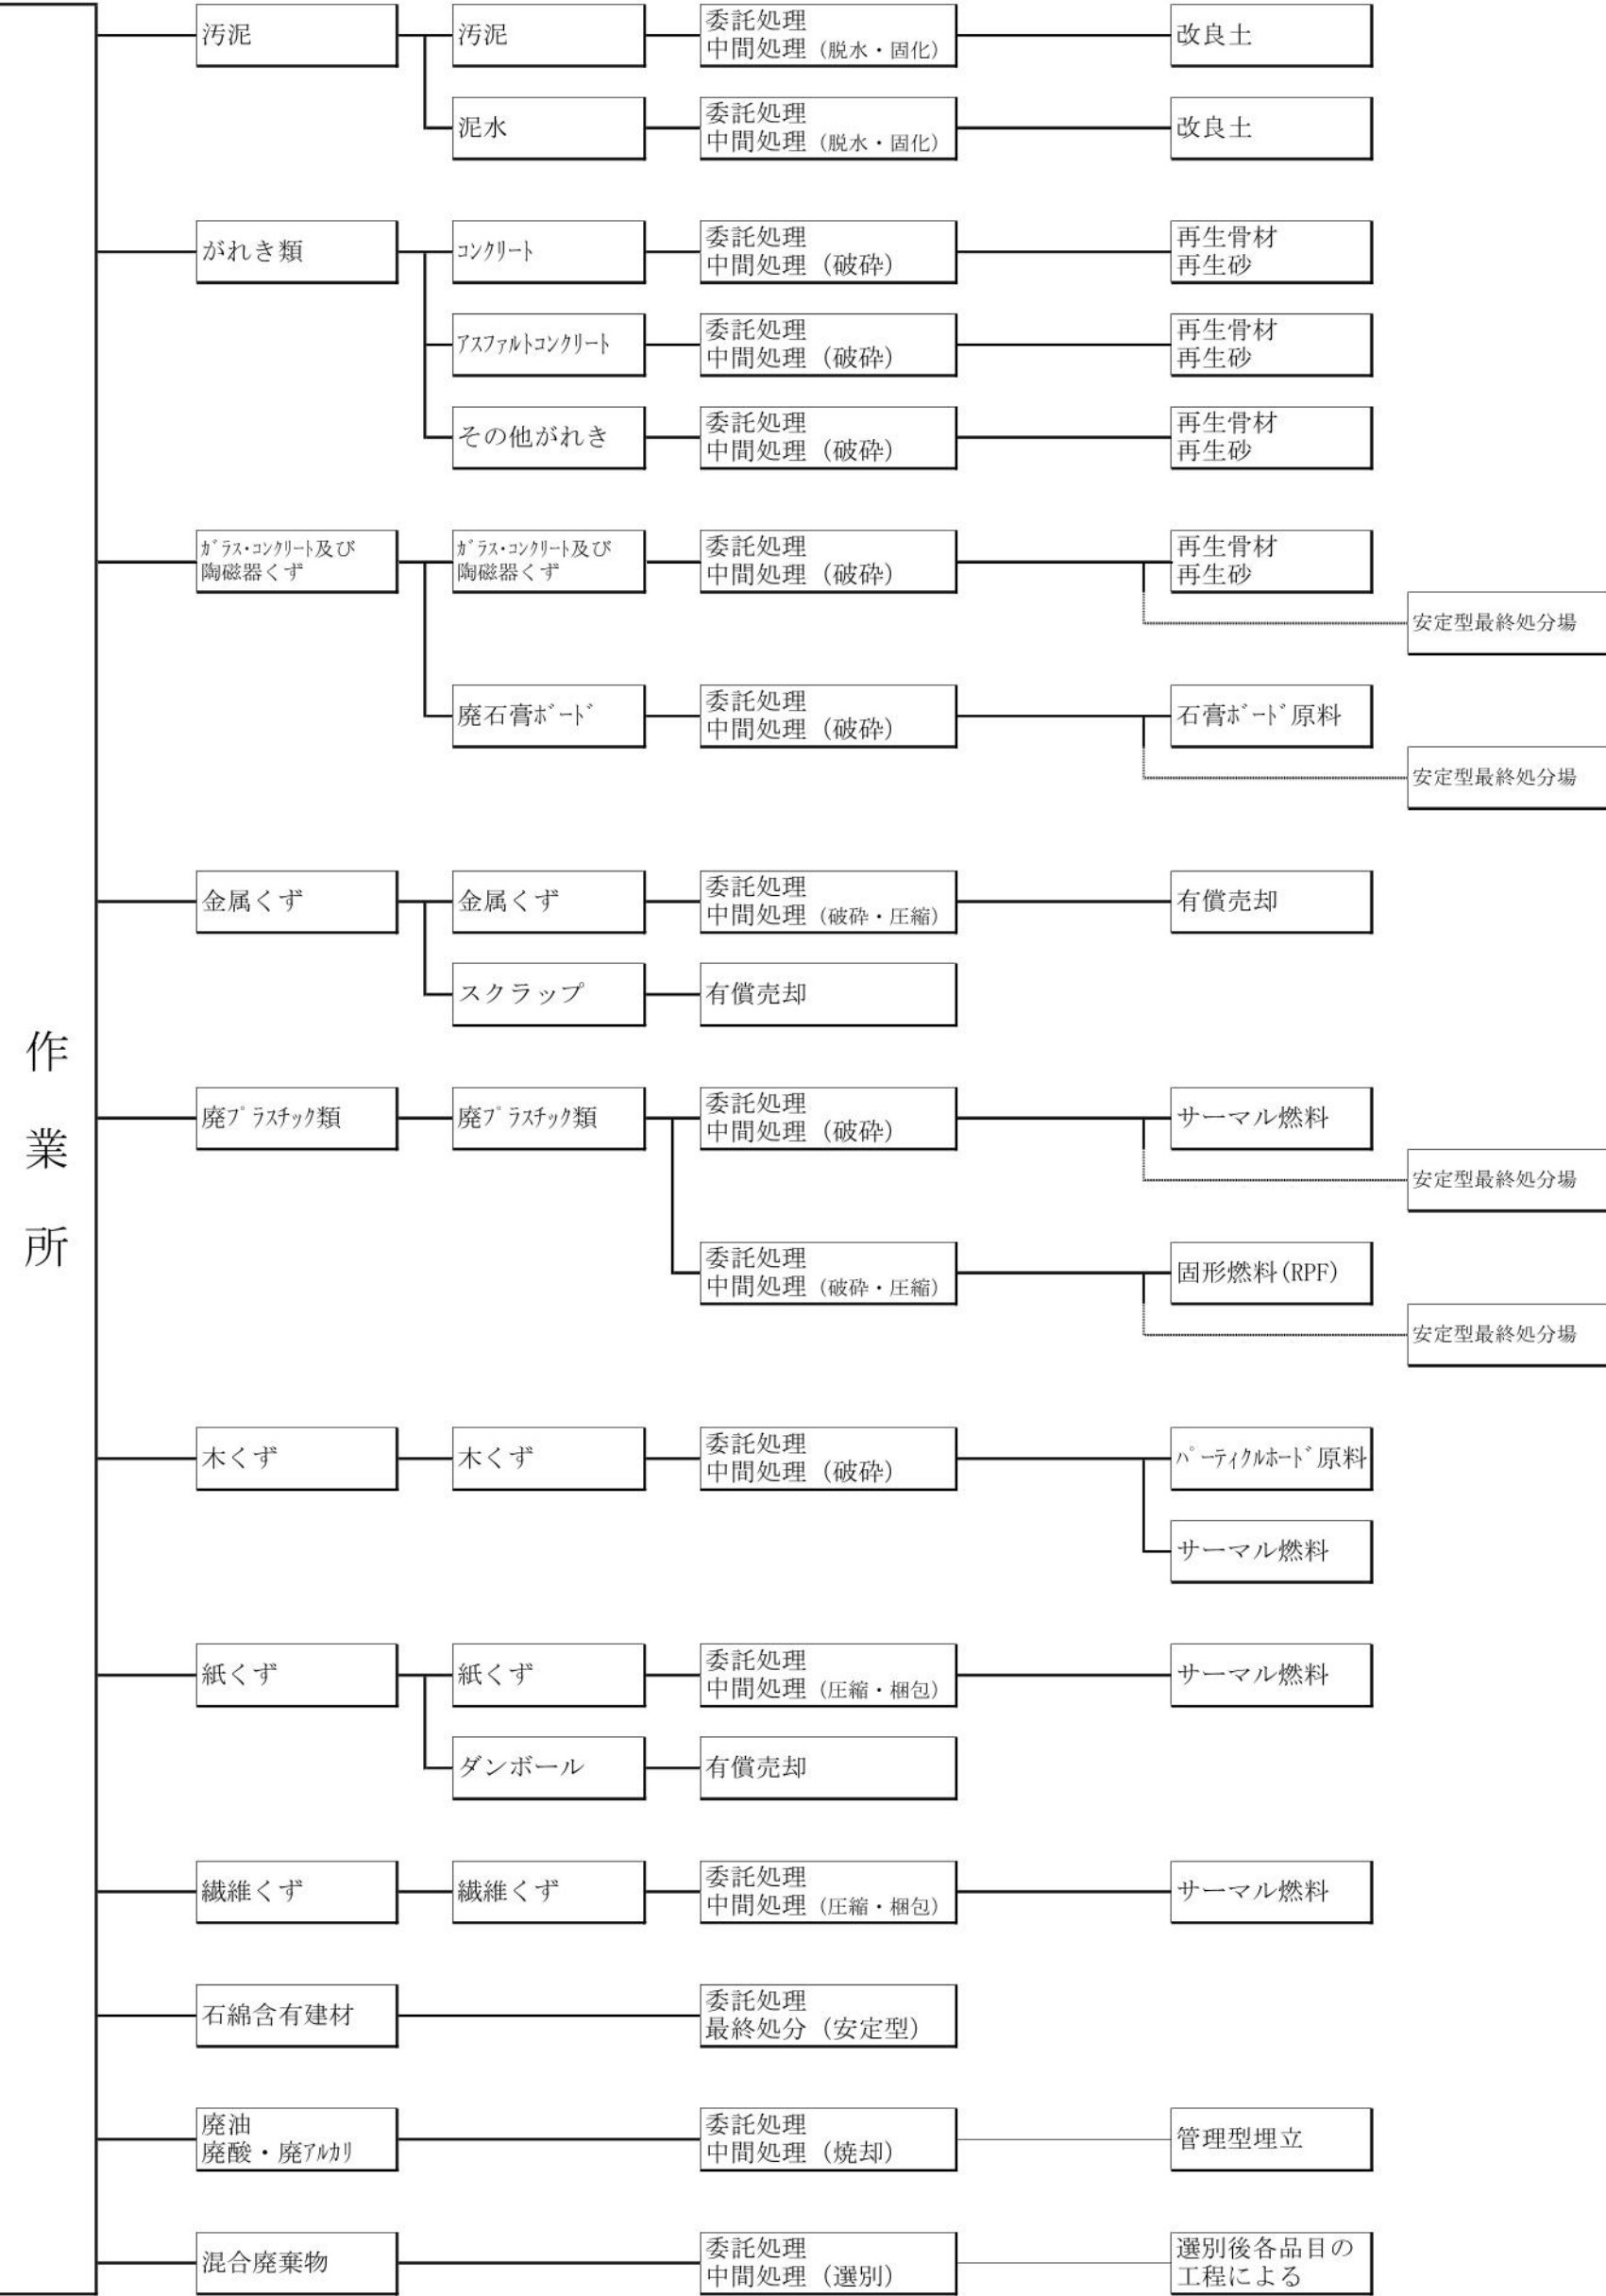 作業所
汚泥
汚泥
委託処理
中間処理（脱水・固化）
改良土
泥水
委託処理
中間処理（脱水・固化）
改良土
がれき類
ｺﾝｸﾘｰﾄ
委託処理
中間処理（破砕）
再生骨材
再生砂
ｱｽﾌｧﾙﾄｺﾝｸﾘｰﾄ
委託処理
中間処理（破砕）
再生骨材
再生砂
その他がれき
委託処理
中間処理（破砕）
再生骨材
再生砂
ｶﾞﾗｽ・ｺﾝｸﾘｰﾄ及び
陶磁器くず
ｶﾞﾗｽ・ｺﾝｸﾘｰﾄ及び
陶磁器くず
委託処理
中間処理（破砕）
再生骨材
再生砂
安定型最終処分場
廃石膏ﾎﾞｰﾄﾞ
委託処理
中間処理（破砕）
石膏ﾎﾞｰﾄﾞ原料
安定型最終処分場
金属くず
金属くず
委託処理
中間処理（破砕・圧縮）
有償売却
スクラップ
有償売却
廃ﾌﾟﾗｽﾁｯｸ類
廃ﾌﾟﾗｽﾁｯｸ類
委託処理
中間処理（破砕）
サーマル燃料
安定型最終処分場
委託処理
中間処理（破砕・圧縮）
固形燃料(RPF)
安定型最終処分場
木くず
木くず
委託処理
中間処理（破砕）
ﾊﾟｰﾃｨｸﾙﾎｰﾄﾞ原料
サーマル燃料
紙くず
紙くず
委託処理
中間処理（圧縮・梱包）
サーマル燃料
ダンボール
有償売却
繊維くず
繊維くず
委託処理
中間処理（圧縮・梱包）
サーマル燃料
石綿含有建材
委託処理
最終処分（安定型）
廃油
廃酸・廃ｱﾙｶﾘ
委託処理
中間処理（焼却）
管理型埋立
混合廃棄物
委託処理
中間処理（選別）
選別後各品目の
工程による